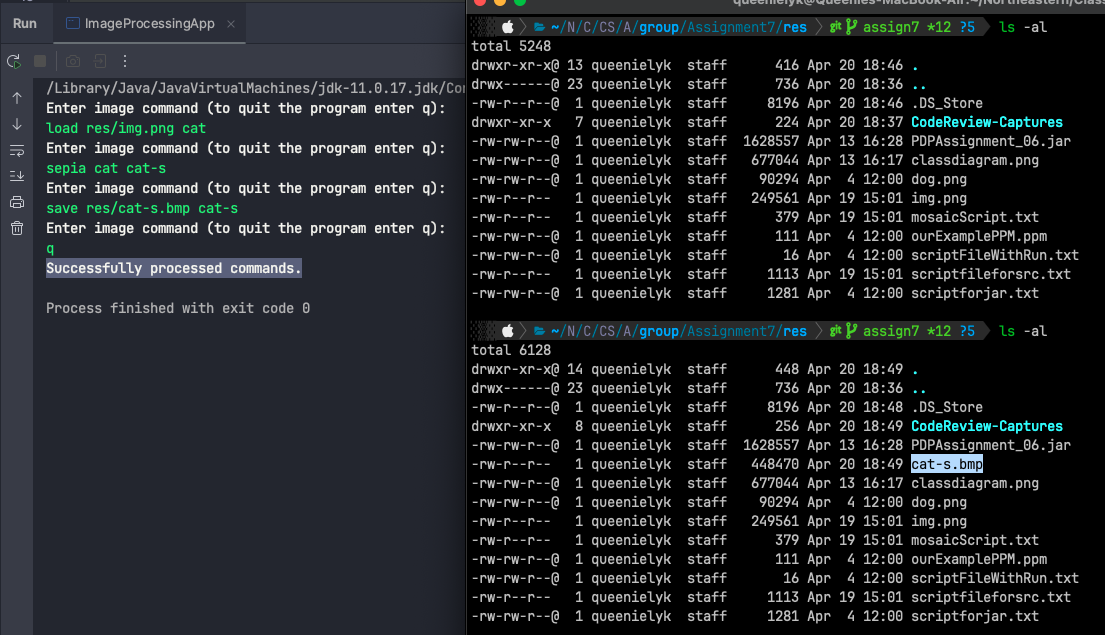 Run ImageProcessingApp
/Library/Java/JavaVirtualMachines/jdk-11.0.17.jdk/Co
Enter image command (to quit the program enter q):
load res/img.png cat
Enter image command (to quit the program enter q):
sepia cat cat-s
Enter image command (to quit the program enter q):
save res/cat-s.bmp cat-s
Enter image command (to quit the program enter q):
q
Successfully processed commands.
Process finished with exit code 0
queenielyk@Queenies-MacBook-Air:~/Northeastern/Class
~/N/C/CS/A/group/Assignment7/res git assign7 *12 ?5 ls -al
total 5248
drwxr-xr-x@ 13 queenielyk staff 416 Apr 20 18:46 .
drwx------@ 23 queenielyk staff 736 Apr 20 18:36 ..
-rw-r--r--@ 1 queenielyk staff 8196 Apr 20 18:46 .DS_Store
drwxr-xr-x 7 queenielyk staff 224 Apr 20 18:37 CodeReview-Captures
-rw-rw-r--@ 1 queenielyk staff 1628557 Apr 13 16:28 PDPAssignment_06.jar
-rw-rw-r--@ 1 queenielyk staff 677044 Apr 13 16:17 classdiagram.png
-rw-rw-r--@ 1 queenielyk staff 90294 Apr 4 12:00 dog.png
-rw-rw-r-- 1 queenielyk staff 249561 Apr 19 15:01 img.png
-rw-rw-r-- 1 queenielyk staff 379 Apr 19 15:01 mosaicScript.txt
-rw-rw-r--@ 1 queenielyk staff 111 Apr 4 12:00 ourExamplePPM.ppm
-rw-rw-r--@ 1 queenielyk staff 16 Apr 4 12:00 scriptFileWithRun.txt
-rw-rw-r-- 1 queenielyk staff 1113 Apr 19 15:01 scriptfileforsrc.txt
-rw-rw-r--@ 1 queenielyk staff 1281 Apr 4 12:00 scriptforjar.txt
~/N/C/CS/A/group/Assignment7/res git assign7 *12 ?5 ls -al
total 6128
drwxr-xr-x@ 14 queenielyk staff 448 Apr 20 18:49 .
drwx------@ 23 queenielyk staff 736 Apr 20 18:36 ..
-rw-r--r--@ 1 queenielyk staff 8196 Apr 20 18:48 .DS_Store
drwxr-xr-x 8 queenielyk staff 256 Apr 20 18:49 CodeReview-Captures
-rw-rw-r--@ 1 queenielyk staff 1628557 Apr 13 16:28 PDPAssignment_06.jar
-rw-r--r-- 1 queenielyk staff 448470 Apr 20 18:49 cat-s.bmp
-rw-rw-r--@ 1 queenielyk staff 677044 Apr 13 16:17 classdiagram.png
-rw-rw-r--@ 1 queenielyk staff 90294 Apr 4 12:00 dog.png
-rw-rw-r-- 1 queenielyk staff 249561 Apr 19 15:01 img.png
-rw-rw-r-- 1 queenielyk staff 379 Apr 19 15:01 mosaicScript.txt
-rw-rw-r--@ 1 queenielyk staff 111 Apr 4 12:00 ourExamplePPM.ppm
-rw-rw-r--@ 1 queenielyk staff 16 Apr 4 12:00 scriptFileWithRun.txt
-rw-rw-r-- 1 queenielyk staff 1113 Apr 19 15:01 scriptfileforsrc.txt
-rw-rw-r--@ 1 queenielyk staff 1281 Apr 4 12:00 scriptforjar.txt